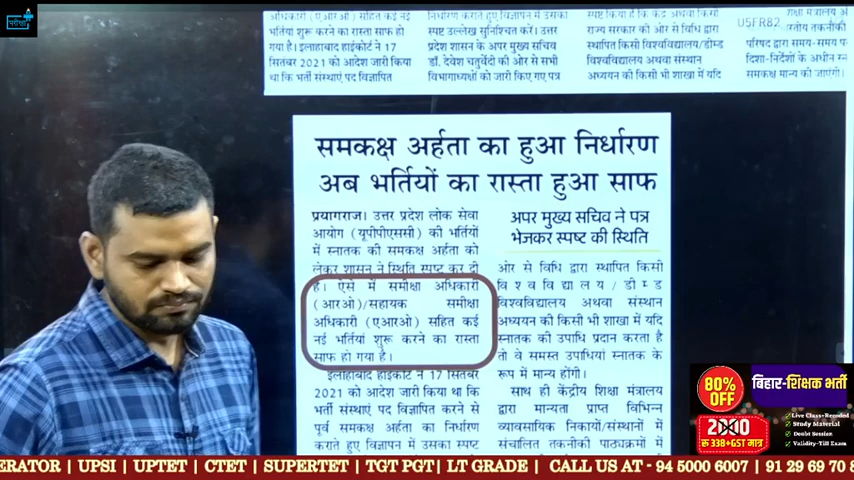 परीक्षा
अधिकारी (एआरओ) सहित कई नई
भर्तियां शुरू करने का रास्ता साफ हो
गया है। इलाहाबाद हाईकोर्ट ने 17
सितंबर 2021 को आदेश जारी किया
था कि भर्ती संस्थाएं पद विज्ञापित
निर्धारण करते हुए विज्ञापन में उसका
स्पष्ट उल्लेख सुनिश्चित करें। उत्तर
प्रदेश शासन के अपर मुख्य सचिव
डॉ. देवेश चतुर्वेदी की ओर से सभी
विभागाध्यक्षों को जारी किए गए पत्र
स्पष्ट किया है कि केंद्र अथवा किसी
राज्य सरकार की ओर से विधि द्वारा
स्थापित किसी विश्वविद्यालय/डीम्ड
विश्वविद्यालय अथवा संस्थान
अध्ययन की किसी भी शाखा में यदि
U5FR82
शिक्षा मंत्रालय
भारतीय तकनीकी
परिषद द्वारा समय-समय
दिशा-निर्देशों के अधीन
समकक्ष मान्य की जाएंगी।
समकक्ष अर्हता का हुआ निर्धारण
अब भर्तियों का रास्ता हुआ साफ
प्रयागराज। उत्तर प्रदेश लोक सेवा
आयोग (यूपीपीएससी) की भर्तियों
में स्नातक की समकक्ष अर्हता को
लेकर शासन ने स्थिति स्पष्ट कर दी
है। ऐसे में समीक्षा अधिकारी
(आरओ)/सहायक समीक्षा
अधिकारी (एआरओ) सहित कई
नई भर्तियां शुरू करने का रास्ता
साफ हो गया है।
इलाहाबाद हाईकोर्ट ने 17 सितंबर
2021 को आदेश जारी किया था कि
भर्ती संस्थाएं पद विज्ञापित करने से
पूर्व समकक्ष अर्हता का निर्धारण
कराते हुए विज्ञापन में उसका स्पष्ट
अपर मुख्य सचिव ने पत्र
भेजकर स्पष्ट की स्थिति
ओर से विधि द्वारा स्थापित किसी
विश्वविद्यालय/डीम्ड
विश्वविद्यालय अथवा संस्थान
अध्ययन की किसी भी शाखा में यदि
स्नातक की उपाधि प्रदान करता है
तो वे समस्त उपाधियां स्नातक के
रूप में मान्य होंगी।
साथ ही केंद्रीय शिक्षा मंत्रालय
द्वारा मान्यता प्राप्त विभिन्न
व्यावसायिक निकायों/संस्थानों में
संचालित तकनीकी पाठ्यक्रमों में
80%
OFF
बिहार-शिक्षक भर्ती
2000
रु 338+GST मात्र
Live Class+Recorded
Study Material
Doubt Session
Validity-Till Exam
ERATOR | UPSI | UPTET | CTET | SUPERTET | TGT PGT| LT GRADE | CALL US AT - 94 5000 6007 | 91 29 69 70 8